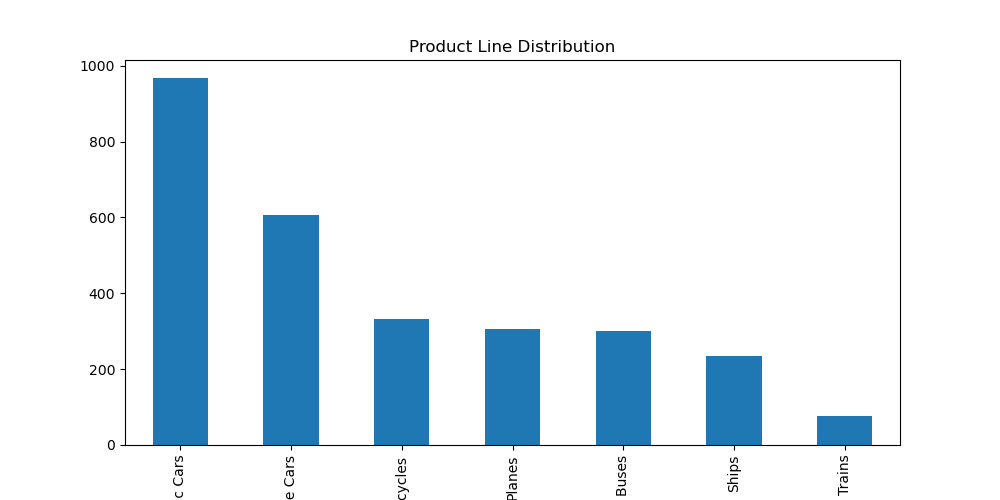 Product Line Distribution
1000
800
600
400
200
0
c Cars
e Cars
cycles
Planes
Buses
Ships
Trains